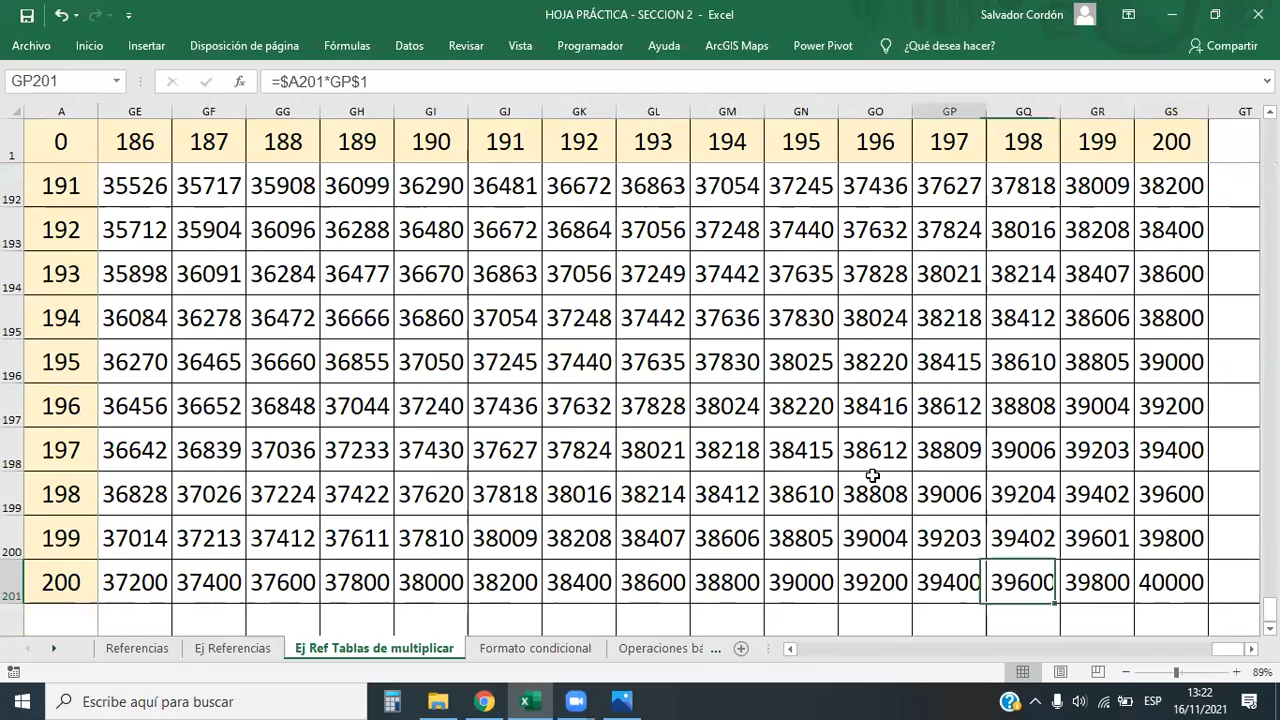 HOJA PRÁCTICA - SECCION 2 - Excel
Salvador Cordón
Archivo Inicio Insertar Disposición de página Fórmulas Datos Revisar Vista Programador Ayuda ArcGIS Maps Power Pivot ¿Qué desea hacer? Compartir
GP201 fx =$A201*GP$1
A GE GF GG GH GI GJ GK GL GM GN GO GP GQ GR GS GT
1 0 186 187 188 189 190 191 192 193 194 195 196 197 198 199 200
192 191 35526 35717 35908 36099 36290 36481 36672 36863 37054 37245 37436 37627 37818 38009 38200
193 192 35712 35904 36096 36288 36480 36672 36864 37056 37248 37440 37632 37824 38016 38208 38400
194 193 35898 36091 36284 36477 36670 36863 37056 37249 37442 37635 37828 38021 38214 38407 38600
195 194 36084 36278 36472 36666 36860 37054 37248 37442 37636 37830 38024 38218 38412 38606 38800
196 195 36270 36465 36660 36855 37050 37245 37440 37635 37830 38025 38220 38415 38610 38805 39000
197 196 36456 36652 36848 37044 37240 37436 37632 37828 38024 38220 38416 38612 38808 39004 39200
198 197 36642 36839 37036 37233 37430 37627 37824 38021 38218 38415 38612 38809 39006 39203 39400
199 198 36828 37026 37224 37422 37620 37818 38016 38214 38412 38610 38808 39006 39204 39402 39600
200 199 37014 37213 37412 37611 37810 38009 38208 38407 38606 38805 39004 39203 39402 39601 39800
201 200 37200 37400 37600 37800 38000 38200 38400 38600 38800 39000 39200 39400 39600 39800 40000
Referencias Ej Referencias Ej Ref Tablas de multiplicar Formato condicional Operaciones bá ...
89%
Escribe aquí para buscar ESP 13:22
16/11/2021